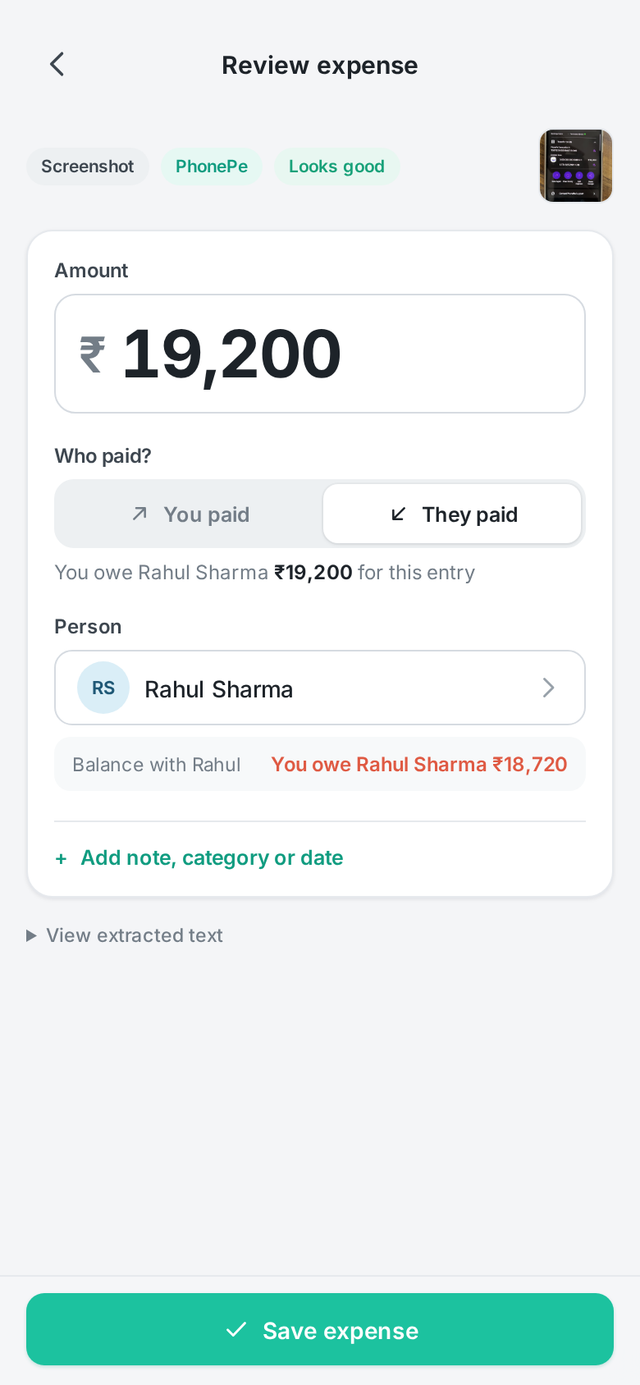 Review expense
Screenshot
PhonePe
Looks good
Amount
₹ 19,200
Who paid?
You paid
They paid
You owe Rahul Sharma ₹19,200 for this entry
Person
RS
Rahul Sharma
Balance with Rahul
You owe Rahul Sharma ₹18,720
+ Add note, category or date
View extracted text
Save expense